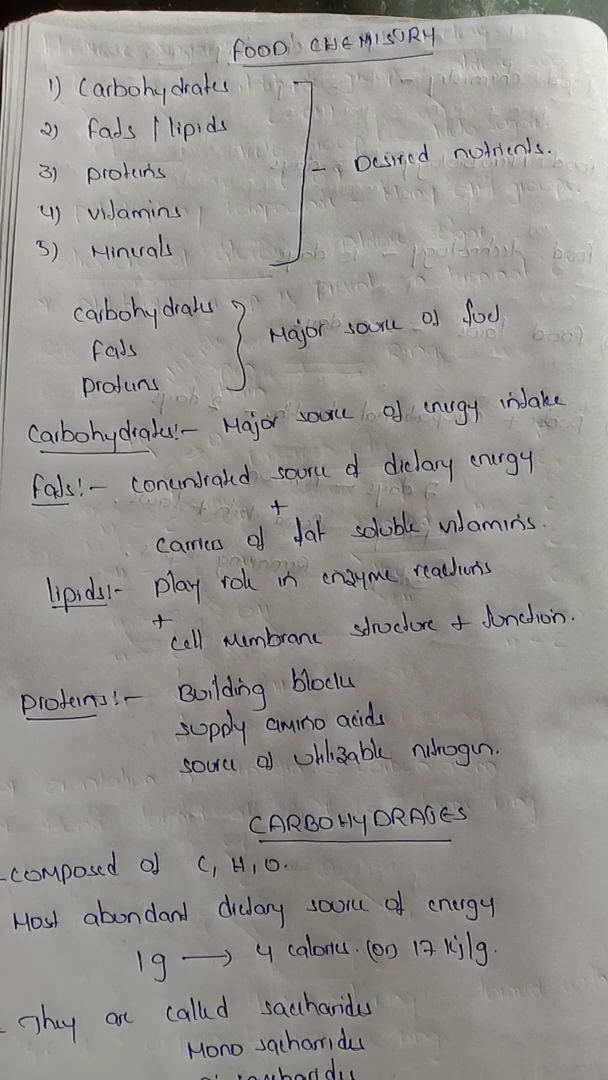 FOOD CHEMISTRY
1) Carbohydrates
2) fats / lipids
3) proteins
4) vitamins
5) Minerals
- Desired nutrients.
carbohydrates
fats
proteins
Major source of fuel
Carbohydrates:- Major source of energy intake
fats:- concentrated source of dietary energy
+
carriers of fat soluble vitamins.
lipids:- play role in enzyme reactions
+
cell Membrane structure + function.
proteins:- Building blocks
supply amino acids
source of utilizable nitrogen.
CARBOHYDRATES
- composed of C, H, O.
Most abundant dietary source of energy
1g → 4 calories. (or) 17 kj/g.
- They are called saccharides
Mono sacharrides